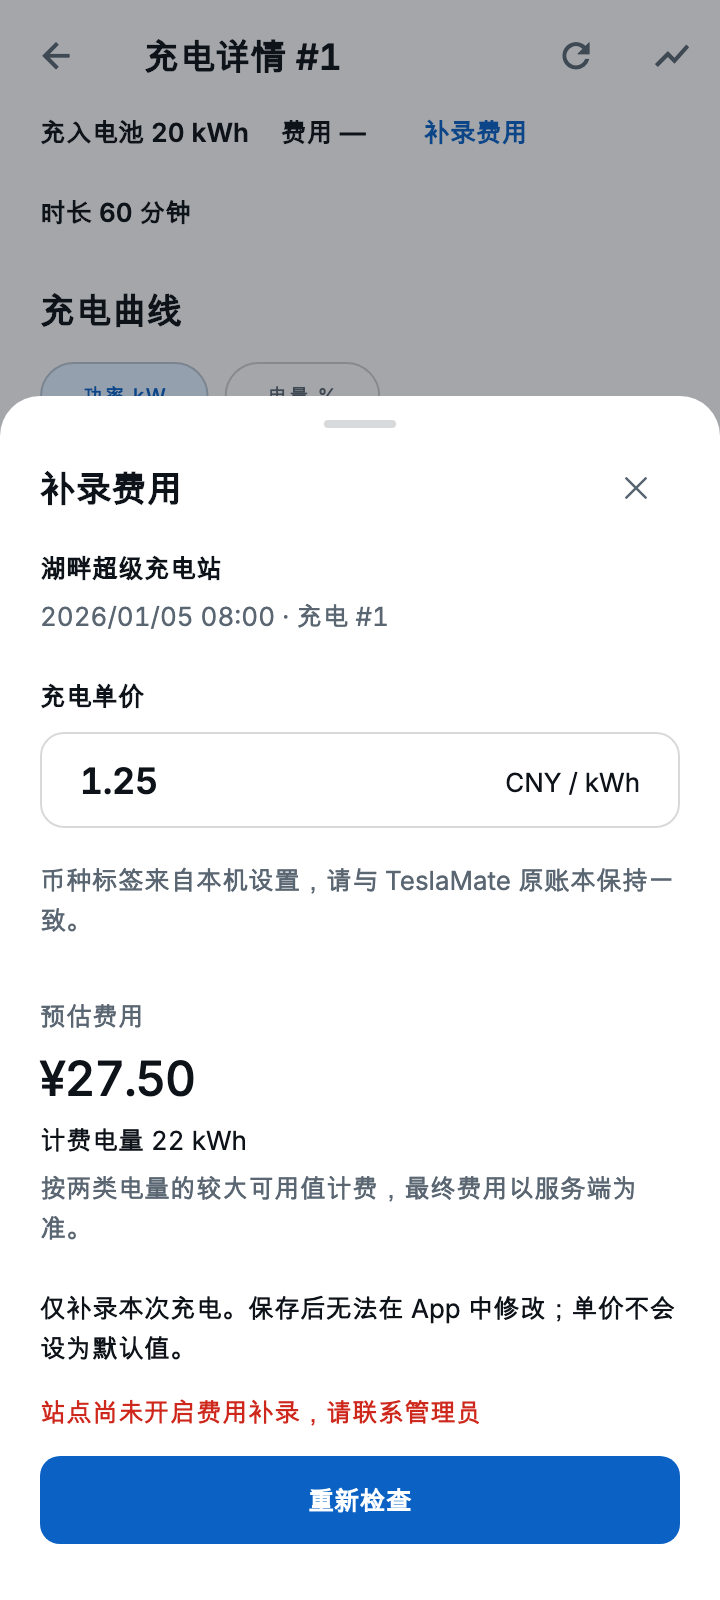 充电详情 #1
充入电池 20 kWh 费用 — 补录费用
时长 60 分钟
充电曲线
功率 kW 电量 %
补录费用
湖畔超级充电站
2026/01/05 08:00 · 充电 #1
充电单价
1.25 CNY / kWh
币种标签来自本机设置，请与 TeslaMate 原账本保持一
致。
预估费用
¥27.50
计费电量 22 kWh
按两类电量的较大可用值计费，最终费用以服务端为
准。
仅补录本次充电。保存后无法在 App 中修改；单价不会
设为默认值。
站点尚未开启费用补录，请联系管理员
重新检查